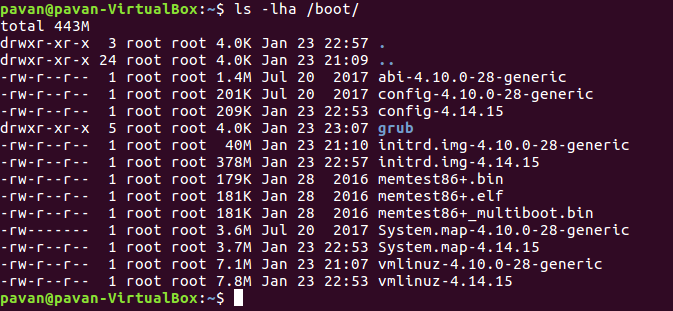 pavan@pavan-VirtualBox:~$ ls -lha /boot/
total 443M
drwxr-xr-x  3 root root 4.0K Jan 23 22:57 .
drwxr-xr-x 24 root root 4.0K Jan 23 21:09 ..
-rw-r--r--  1 root root 1.4M Jul 20  2017 abi-4.10.0-28-generic
-rw-r--r--  1 root root 201K Jul 20  2017 config-4.10.0-28-generic
-rw-r--r--  1 root root 209K Jan 23 22:53 config-4.14.15
drwxr-xr-x  5 root root 4.0K Jan 23 23:07 grub
-rw-r--r--  1 root root  40M Jan 23 21:10 initrd.img-4.10.0-28-generic
-rw-r--r--  1 root root 378M Jan 23 22:57 initrd.img-4.14.15
-rw-r--r--  1 root root 179K Jan 28  2016 memtest86+.bin
-rw-r--r--  1 root root 181K Jan 28  2016 memtest86+.elf
-rw-r--r--  1 root root 181K Jan 28  2016 memtest86+_multiboot.bin
-rw-------  1 root root 3.6M Jul 20  2017 System.map-4.10.0-28-generic
-rw-r--r--  1 root root 3.7M Jan 23 22:53 System.map-4.14.15
-rw-r--r--  1 root root 7.1M Jan 23 21:07 vmlinuz-4.10.0-28-generic
-rw-r--r--  1 root root 7.8M Jan 23 22:53 vmlinuz-4.14.15
pavan@pavan-VirtualBox:~$